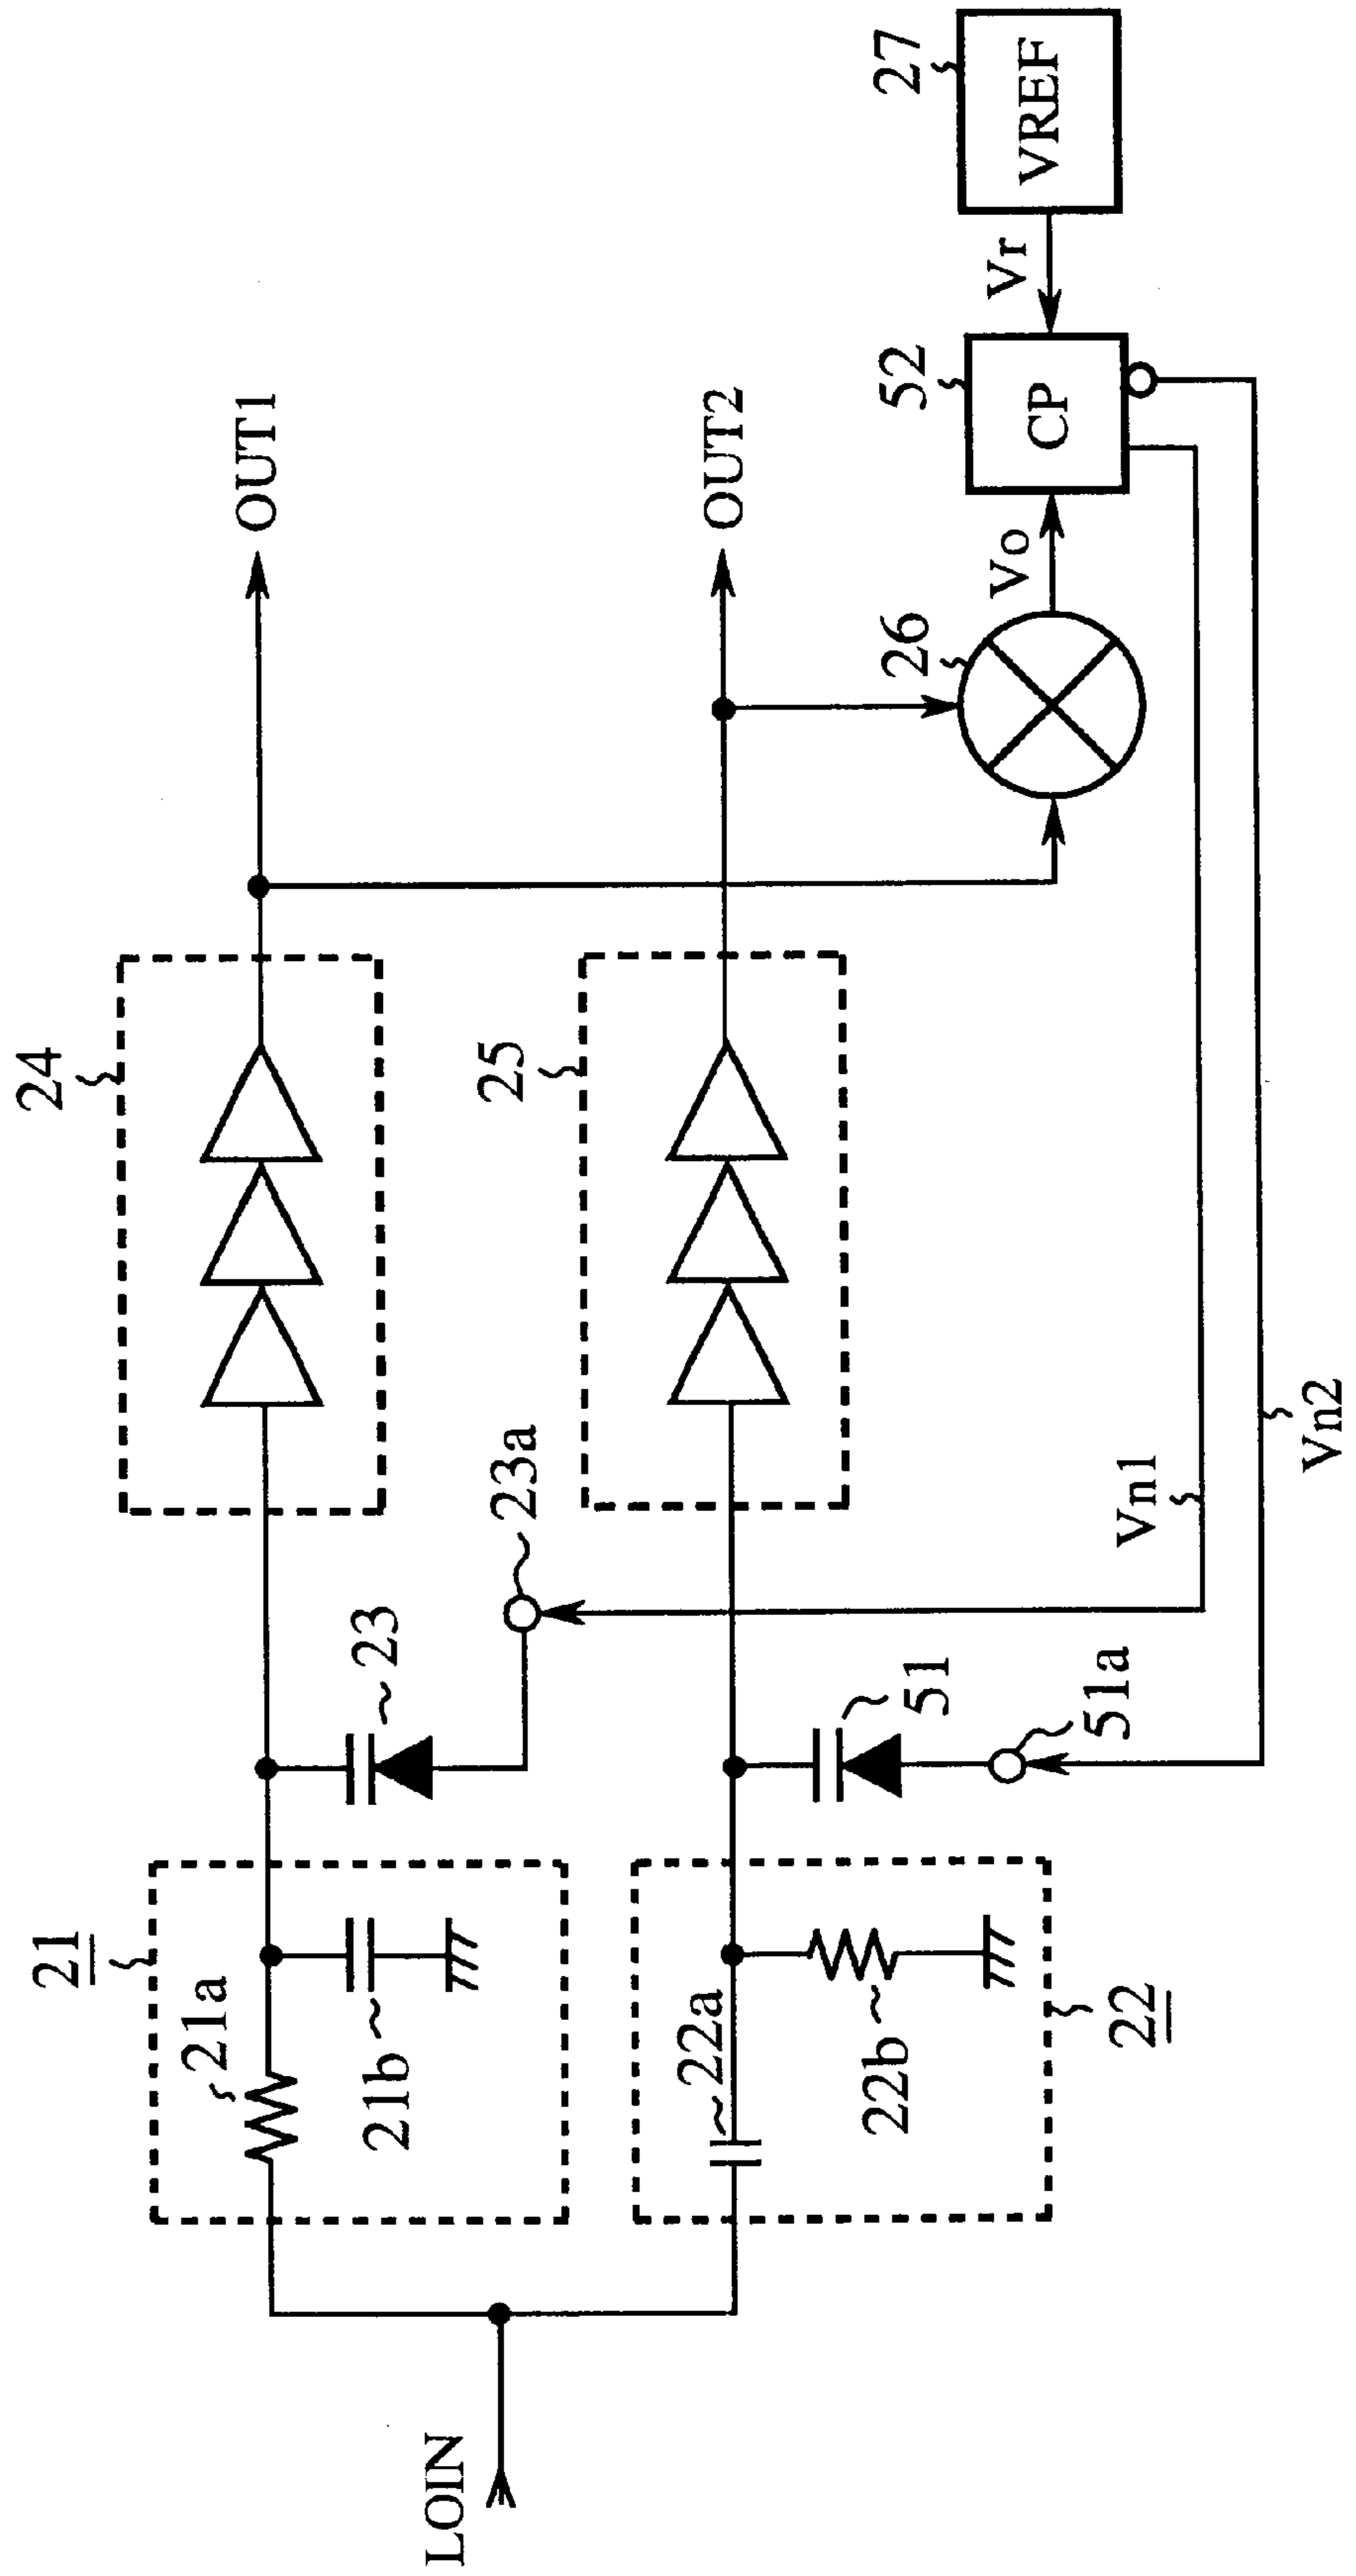 LOIN
21
21a
21b
22a
22b
22
23
23a
51
51a
24
25
OUT1
OUT2
26
Vo
52
CP
Vr
27
VREF
Vn1
Vn2